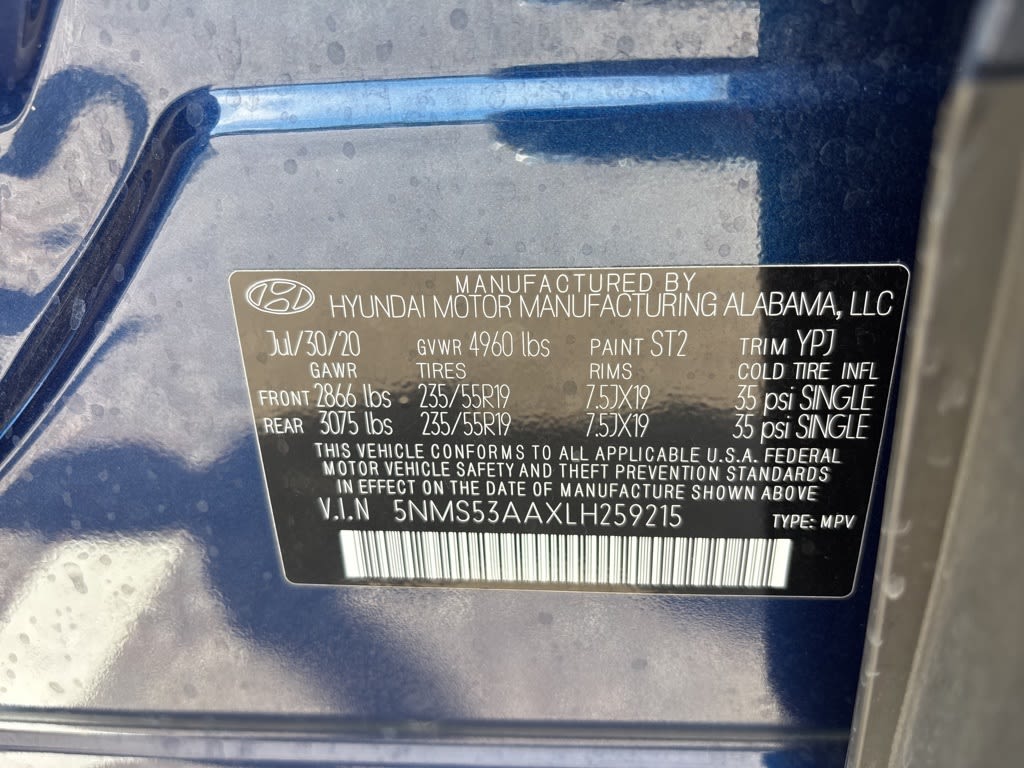 MANUFACTURED BY
HYUNDAI MOTOR MANUFACTURING ALABAMA, LLC
Jul/30/20 GVWR 4960 lbs PAINT ST2 TRIM YPJ
GAWR TIRES RIMS COLD TIRE INFL
FRONT 2866 lbs 235/55R19 7.5JX19 35 psi SINGLE
REAR 3075 lbs 235/55R19 7.5JX19 35 psi SINGLE
THIS VEHICLE CONFORMS TO ALL APPLICABLE U.S.A. FEDERAL
MOTOR VEHICLE SAFETY AND THEFT PREVENTION STANDARDS
IN EFFECT ON THE DATE OF MANUFACTURE SHOWN ABOVE
V.I.N 5NMS53AAXLH259215 TYPE: MPV